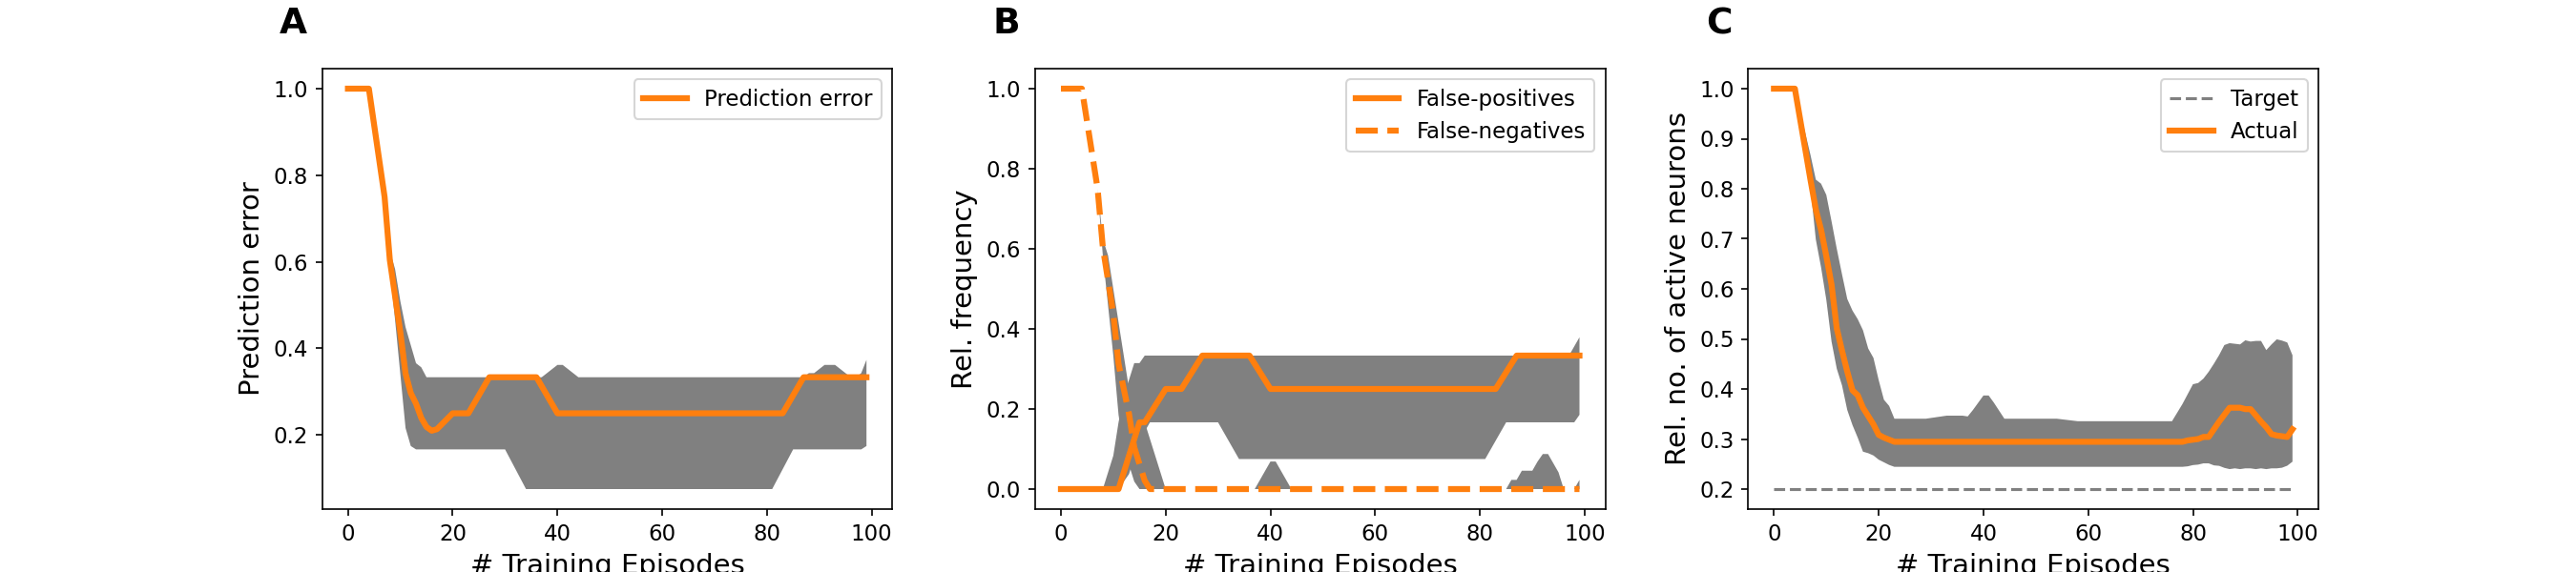 A
B
C
Prediction error
1.0
0.8
0.6
0.4
0.2
0
20
40
60
80
100
# Training Episodes
Prediction error
Rel. frequency
1.0
0.8
0.6
0.4
0.2
0.0
0
20
40
60
80
100
# Training Episodes
False-positives
False-negatives
Rel. no. of active neurons
1.0
0.9
0.8
0.7
0.6
0.5
0.4
0.3
0.2
0
20
40
60
80
100
# Training Episodes
Target
Actual